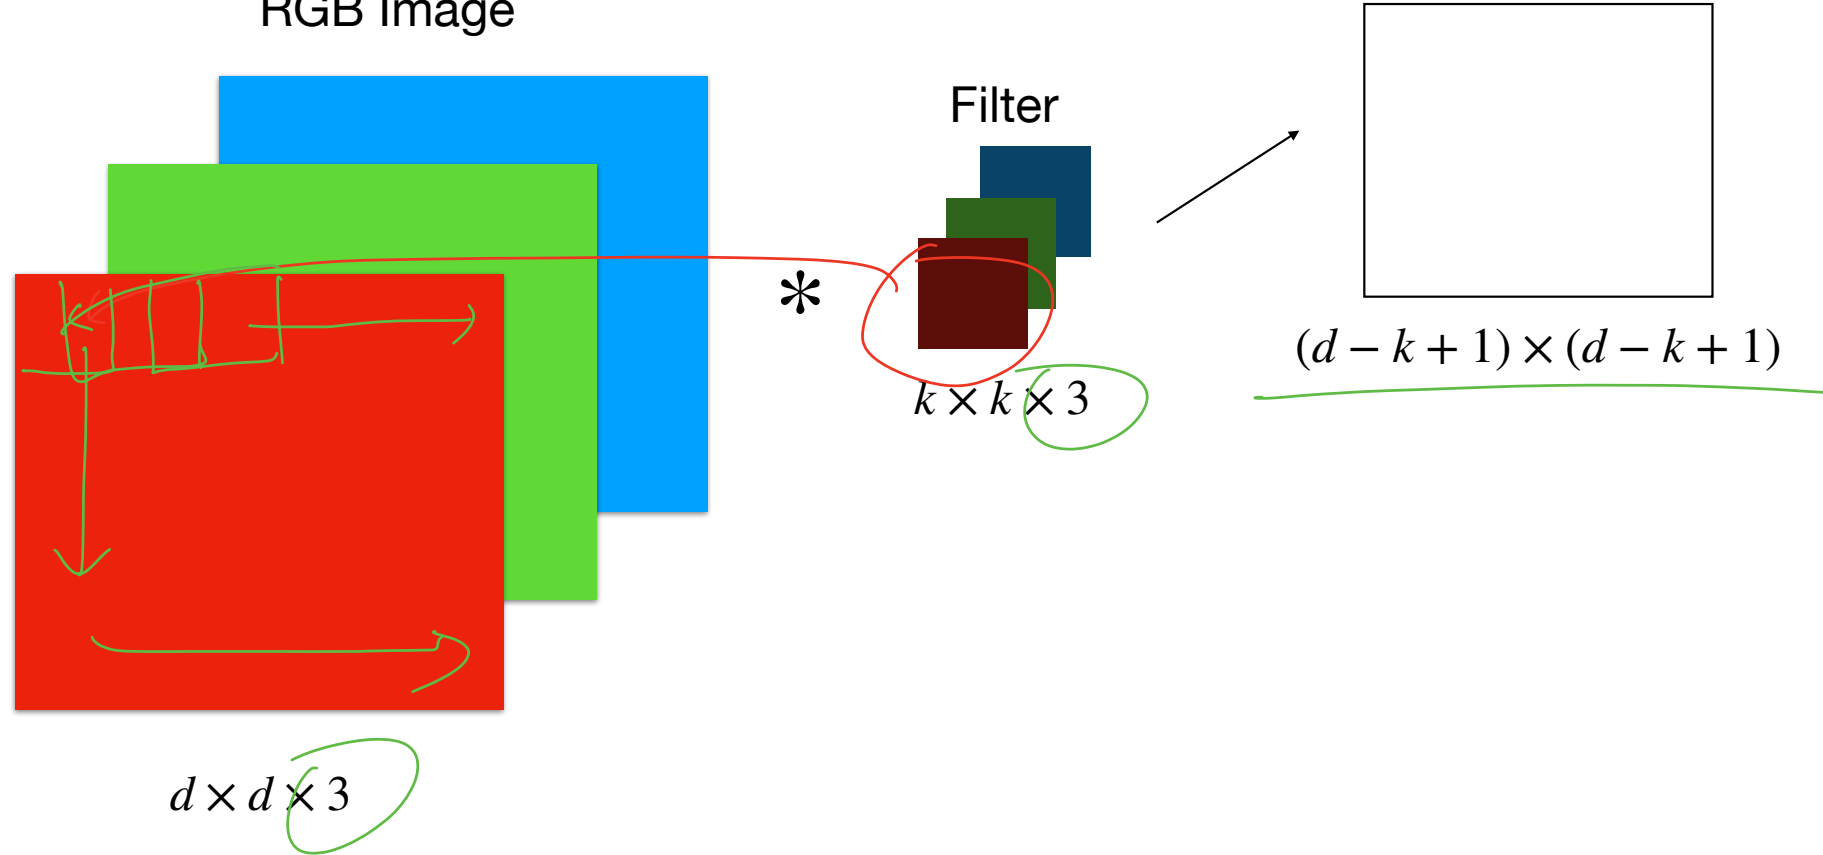 RGB Image
Filter
*
k × k × 3
(d − k + 1) × (d − k + 1)
d × d × 3